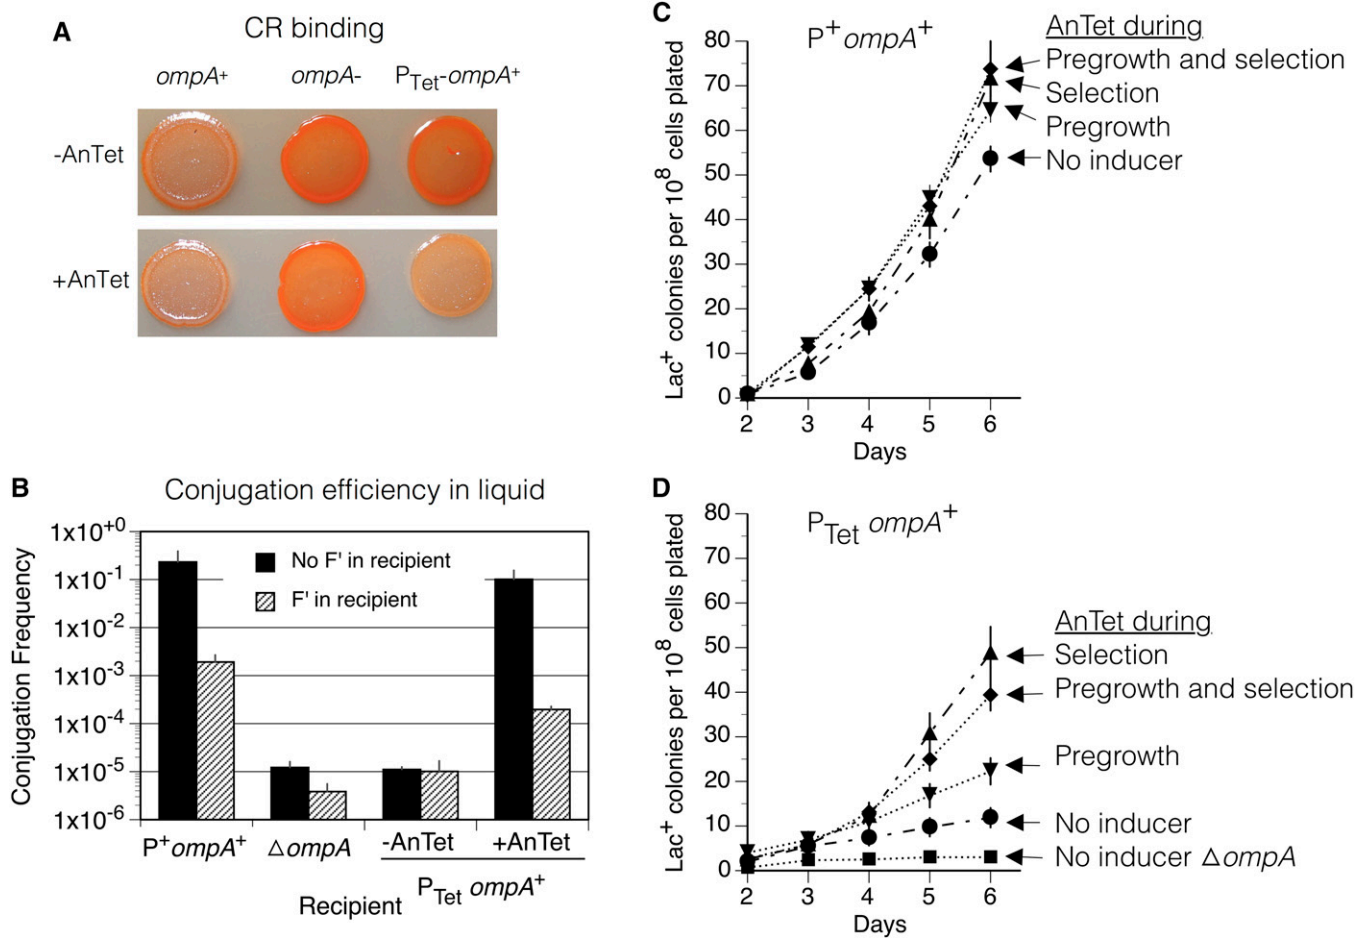 A
CR binding
ompA+ ompA- PTet-ompA+
-AnTet
+AnTet
B
Conjugation efficiency in liquid
Conjugation Frequency
1x10+0
1x10-1
1x10-2
1x10-3
1x10-4
1x10-5
1x10-6
No F' in recipient
F' in recipient
P+ompA+ △ompA -AnTet +AnTet
PTet ompA+
Recipient
C
P+ompA+
Lac+ colonies per 108 cells plated
80
70
60
50
40
30
20
10
0
2 3 4 5 6
Days
AnTet during
Pregrowth and selection
Selection
Pregrowth
No inducer
D
PTet ompA+
Lac+ colonies per 108 cells plated
80
70
60
50
40
30
20
10
0
2 3 4 5 6
Days
AnTet during
Selection
Pregrowth and selection
Pregrowth
No inducer
No inducer △ompA